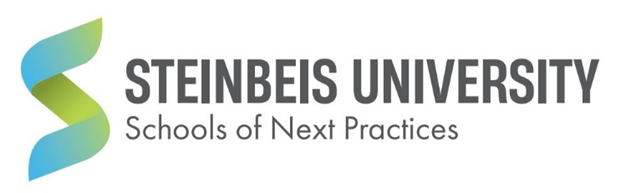 STEINBEIS UNIVERSITY
Schools of Next Practices